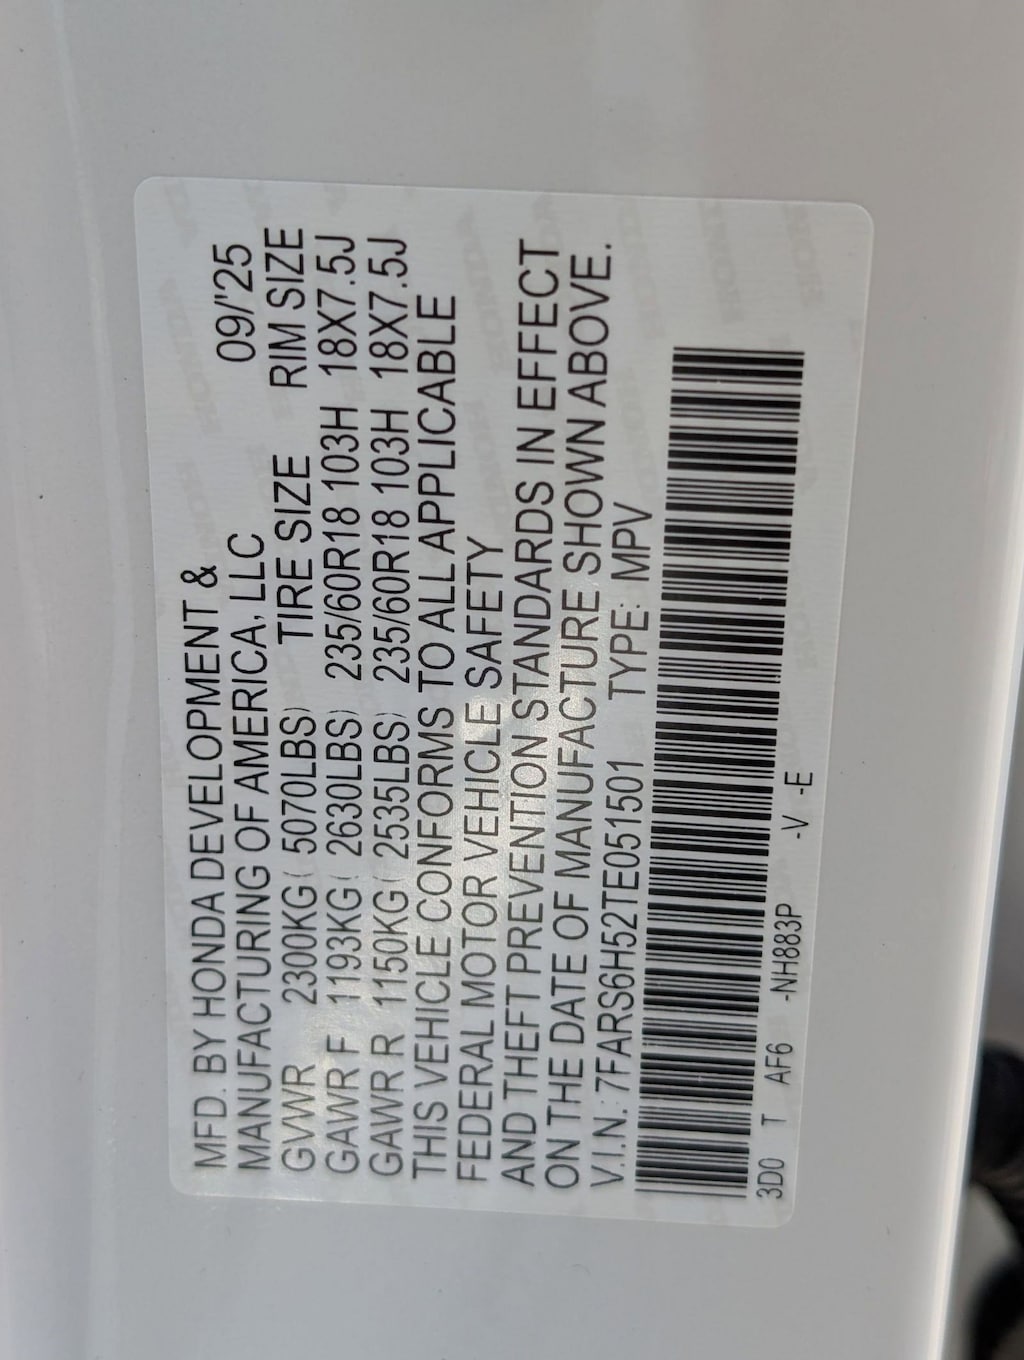 MFD. BY HONDA DEVELOPMENT &
MANUFACTURING OF AMERICA, LLC 09/'25
GVWR 2300KG ( 5070LBS) TIRE SIZE RIM SIZE
GAWR F 1193KG ( 2630LBS) 235/60R18 103H 18X7.5J
GAWR R 1150KG ( 2535LBS) 235/60R18 103H 18X7.5J
THIS VEHICLE CONFORMS TO ALL APPLICABLE
FEDERAL MOTOR VEHICLE SAFETY
AND THEFT PREVENTION STANDARDS IN EFFECT
ON THE DATE OF MANUFACTURE SHOWN ABOVE.
V.I.N. 7FARS6H52TE051501 TYPE: MPV
3D0 T AF6 -NH883P -V -E